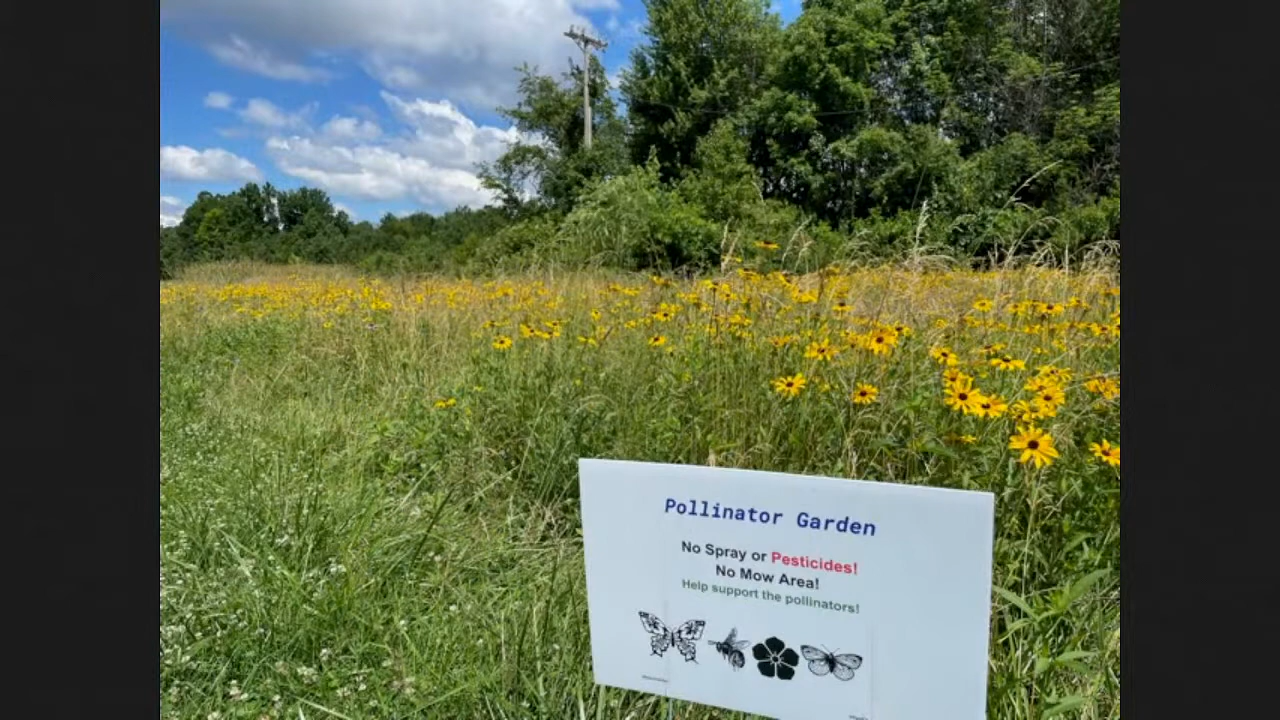 Pollinator Garden
No Spray or Pesticides!
No Mow Area!
Help support the pollinators!